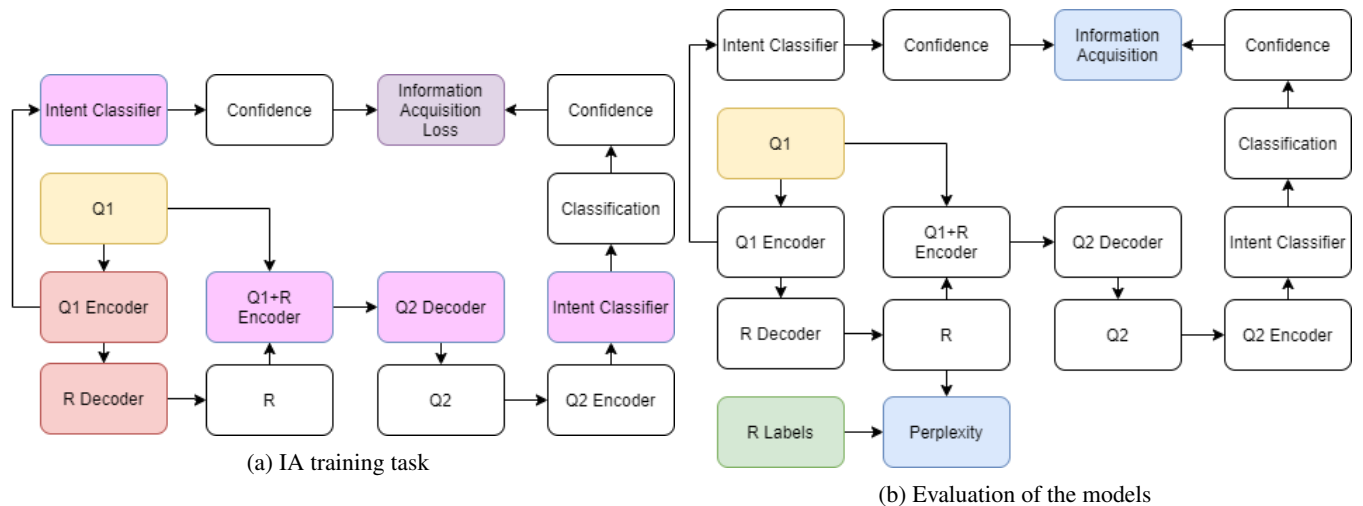 Intent Classifier
Confidence
Information
Acquisition
Loss
Confidence
Q1
Classification
Q1 Encoder
Q1+R
Encoder
Q2 Decoder
Intent Classifier
R Decoder
R
Q2
Q2 Encoder
(a) IA training task
Intent Classifier
Confidence
Information
Acquisition
Confidence
Q1
Classification
Q1 Encoder
Q1+R
Encoder
Q2 Decoder
Intent Classifier
R Decoder
R
Q2
Q2 Encoder
R Labels
Perplexity
(b) Evaluation of the models